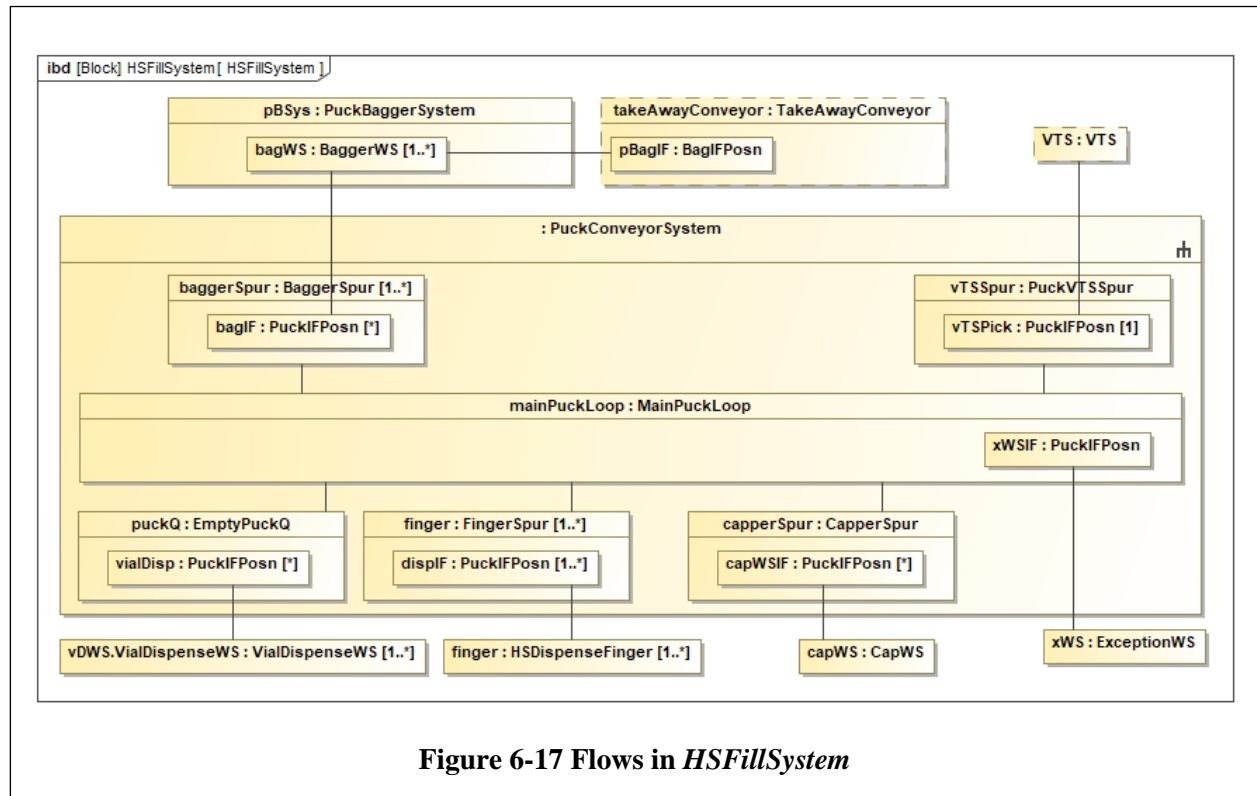 ibd [Block] HSFillSystem[ HSFillSystem ]
pBSys : PuckBaggerSystem
takeAwayConveyor : TakeAwayConveyor
bagWS : BaggerWS [1..*]
pBagIF : BagIFPosn
VTS : VTS
: PuckConveyorSystem
baggerSpur : BaggerSpur [1..*]
vTSSpur : PuckVTSSpur
bagIF : PuckIFPosn [*]
vTSPick : PuckIFPosn [1]
mainPuckLoop : MainPuckLoop
xWSIF : PuckIFPosn
puckQ : EmptyPuckQ
finger : FingerSpur [1..*]
capperSpur : CapperSpur
vialDisp : PuckIFPosn [*]
dispIF : PuckIFPosn [1..*]
capWSIF : PuckIFPosn [*]
vDWS.VialDispenseWS : VialDispenseWS [1..*]
finger : HSDispenseFinger [1..*]
capWS : CapWS
xWS : ExceptionWS
Figure 6-17 Flows in HSFillSystem